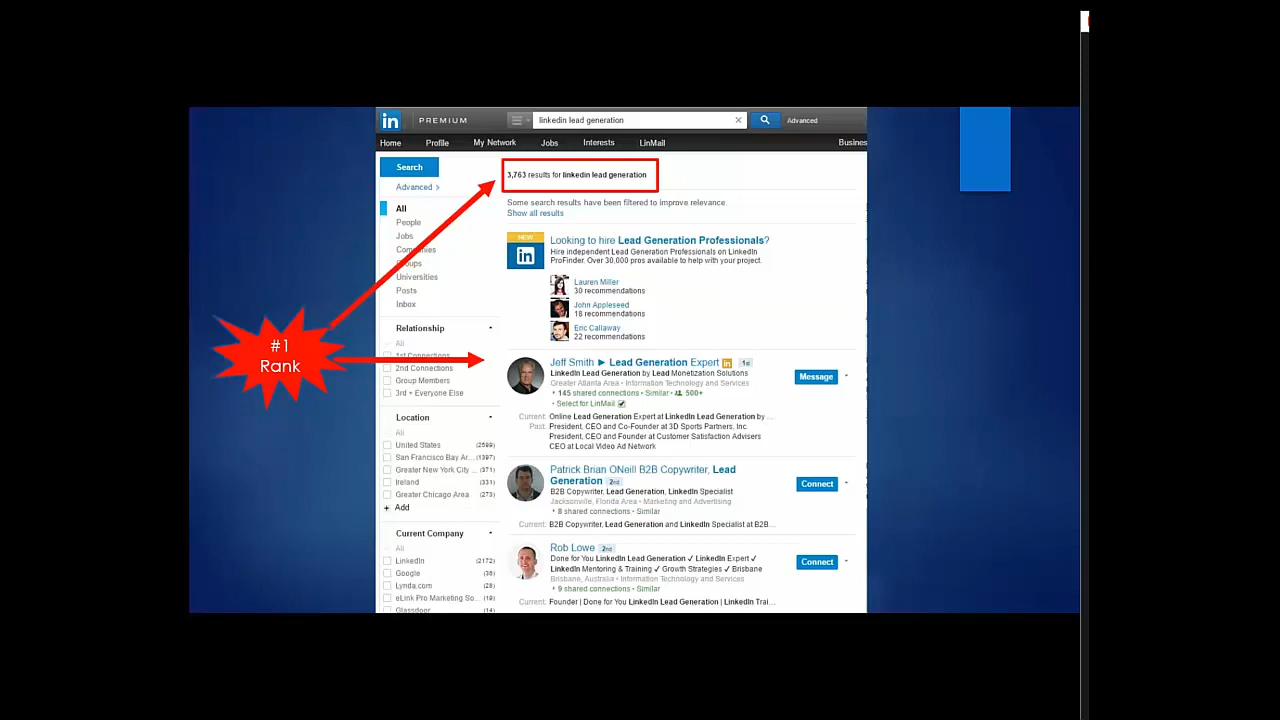 in PREMIUM linkedin lead generation Advanced
Home Profile My Network Jobs Interests LinMail Busines
Search
Advanced >
All
People
Jobs
Companies
Groups
Universities
Posts
Inbox
Relationship
All
1st Connections
2nd Connections
Group Members
3rd + Everyone Else
Location
All
United States (2599)
San Francisco Bay Ar... (1397)
Greater New York City ... (371)
Ireland (331)
Greater Chicago Area (273)
+ Add
Current Company
All
LinkedIn (2172)
Google (36)
Lynda.com (28)
eLink Pro Marketing So... (19)
Glassdoor (14)
#1
Rank
3,763 results for linkedin lead generation
Some search results have been filtered to improve relevance.
Show all results
NEW
in
Looking to hire Lead Generation Professionals?
Hire independent Lead Generation Professionals on LinkedIn
ProFinder. Over 30,000 pros available to help with your project.
Lauren Miller
30 recommendations
John Appleseed
18 recommendations
Eric Callaway
22 recommendations
Jeff Smith ► Lead Generation Expert in 1st
LinkedIn Lead Generation by Lead Monetization Solutions
Greater Atlanta Area • Information Technology and Services
145 shared connections • Similar • 500+
• Select for LinMail
Message
Current: Online Lead Generation Expert at LinkedIn Lead Generation by ...
Past: President, CEO and Co-Founder at 3D Sports Partners, Inc.
President, CEO and Founder at Customer Satisfaction Advisers
CEO at Local Video Ad Network
Patrick Brian ONeill B2B Copywriter, Lead
Generation 2nd
B2B Copywriter, Lead Generation, LinkedIn Specialist
Jacksonville, Florida Area • Marketing and Advertising
8 shared connections • Similar
Connect
Current: B2B Copywriter, Lead Generation and LinkedIn Specialist at B2B...
Rob Lowe 2nd
Done for You LinkedIn Lead Generation ✓ LinkedIn Expert ✓
LinkedIn Mentoring & Training ✓ Growth Strategies ✓ Brisbane
Brisbane, Australia • Information Technology and Services
9 shared connections • Similar
Connect
Current: Founder | Done for You LinkedIn Lead Generation | LinkedIn Trai...